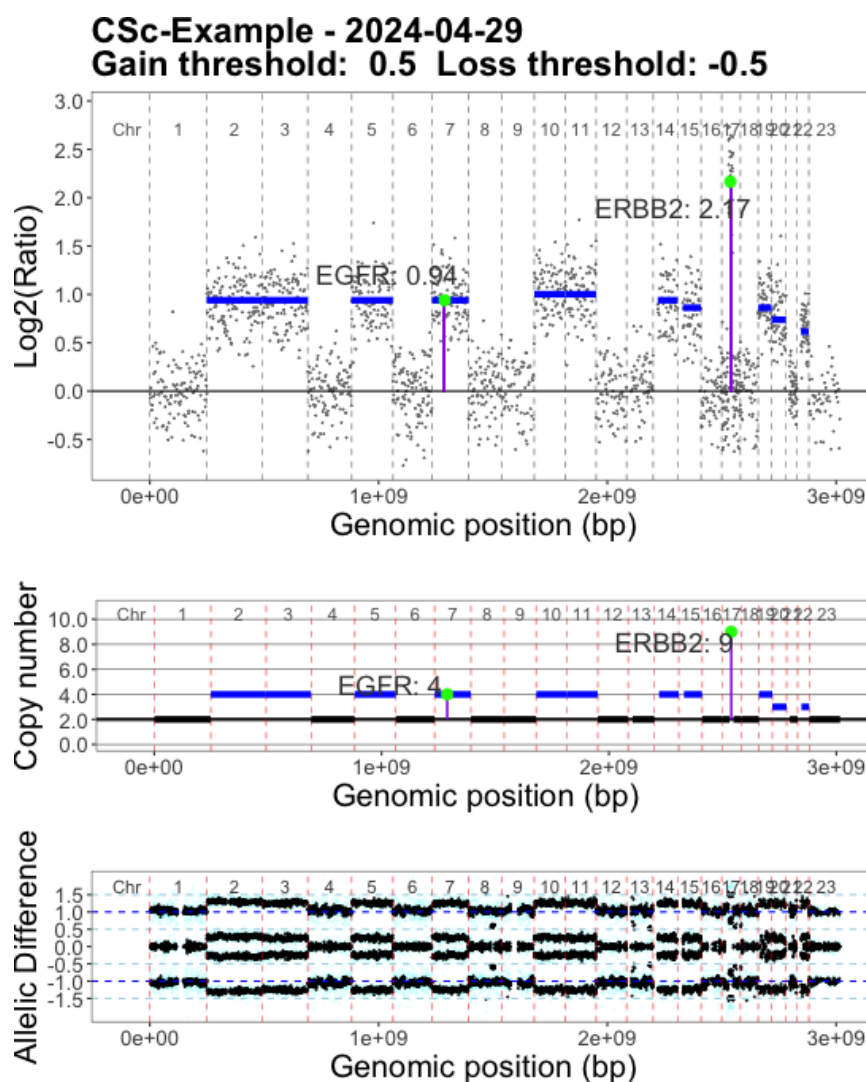 CSc-Example - 2024-04-29
Gain threshold:  0.5  Loss threshold: -0.5
Log2(Ratio)
3.0
2.5
2.0
1.5
1.0
0.5
0.0
-0.5
Chr 1 2 3 4 5 6 7 8 9 10 11 12 13 14 15 16 17 18 19 20 21 22 23
ERBB2: 2.17
EGFR: 0.94
0e+00 1e+09 2e+09 3e+09
Genomic position (bp)
Copy number
10.0
8.0
6.0
4.0
2.0
0.0
Chr 1 2 3 4 5 6 7 8 9 10 11 12 13 14 15 16 17 18 19 20 21 22 23
ERBB2: 9
EGFR: 4
0e+00 1e+09 2e+09 3e+09
Genomic position (bp)
Allelic Difference
1.5
1.0
0.5
0.0
-0.5
-1.0
-1.5
Chr 1 2 3 4 5 6 7 8 9 10 11 12 13 14 15 16 17 18 19 20 21 22 23
0e+00 1e+09 2e+09 3e+09
Genomic position (bp)